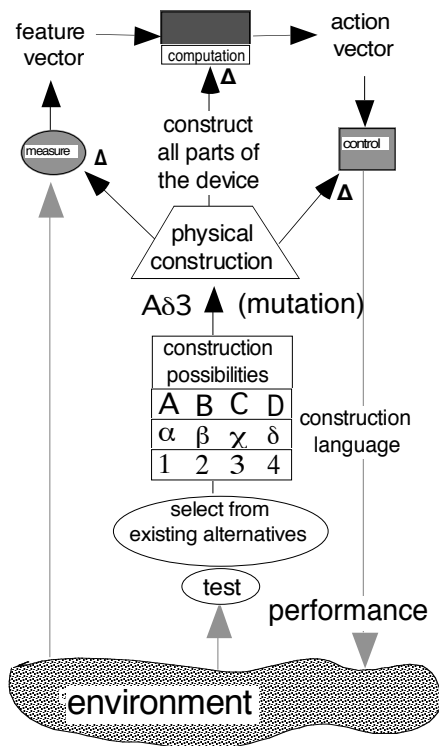 feature
vector
computation
action
vector
Δ
construct
all parts of
the device
measure
Δ
control
Δ
physical
construction
Aδ3 (mutation)
construction
possibilities
A B C D
α β χ δ
1 2 3 4
construction
language
select from
existing alternatives
test
performance
environment